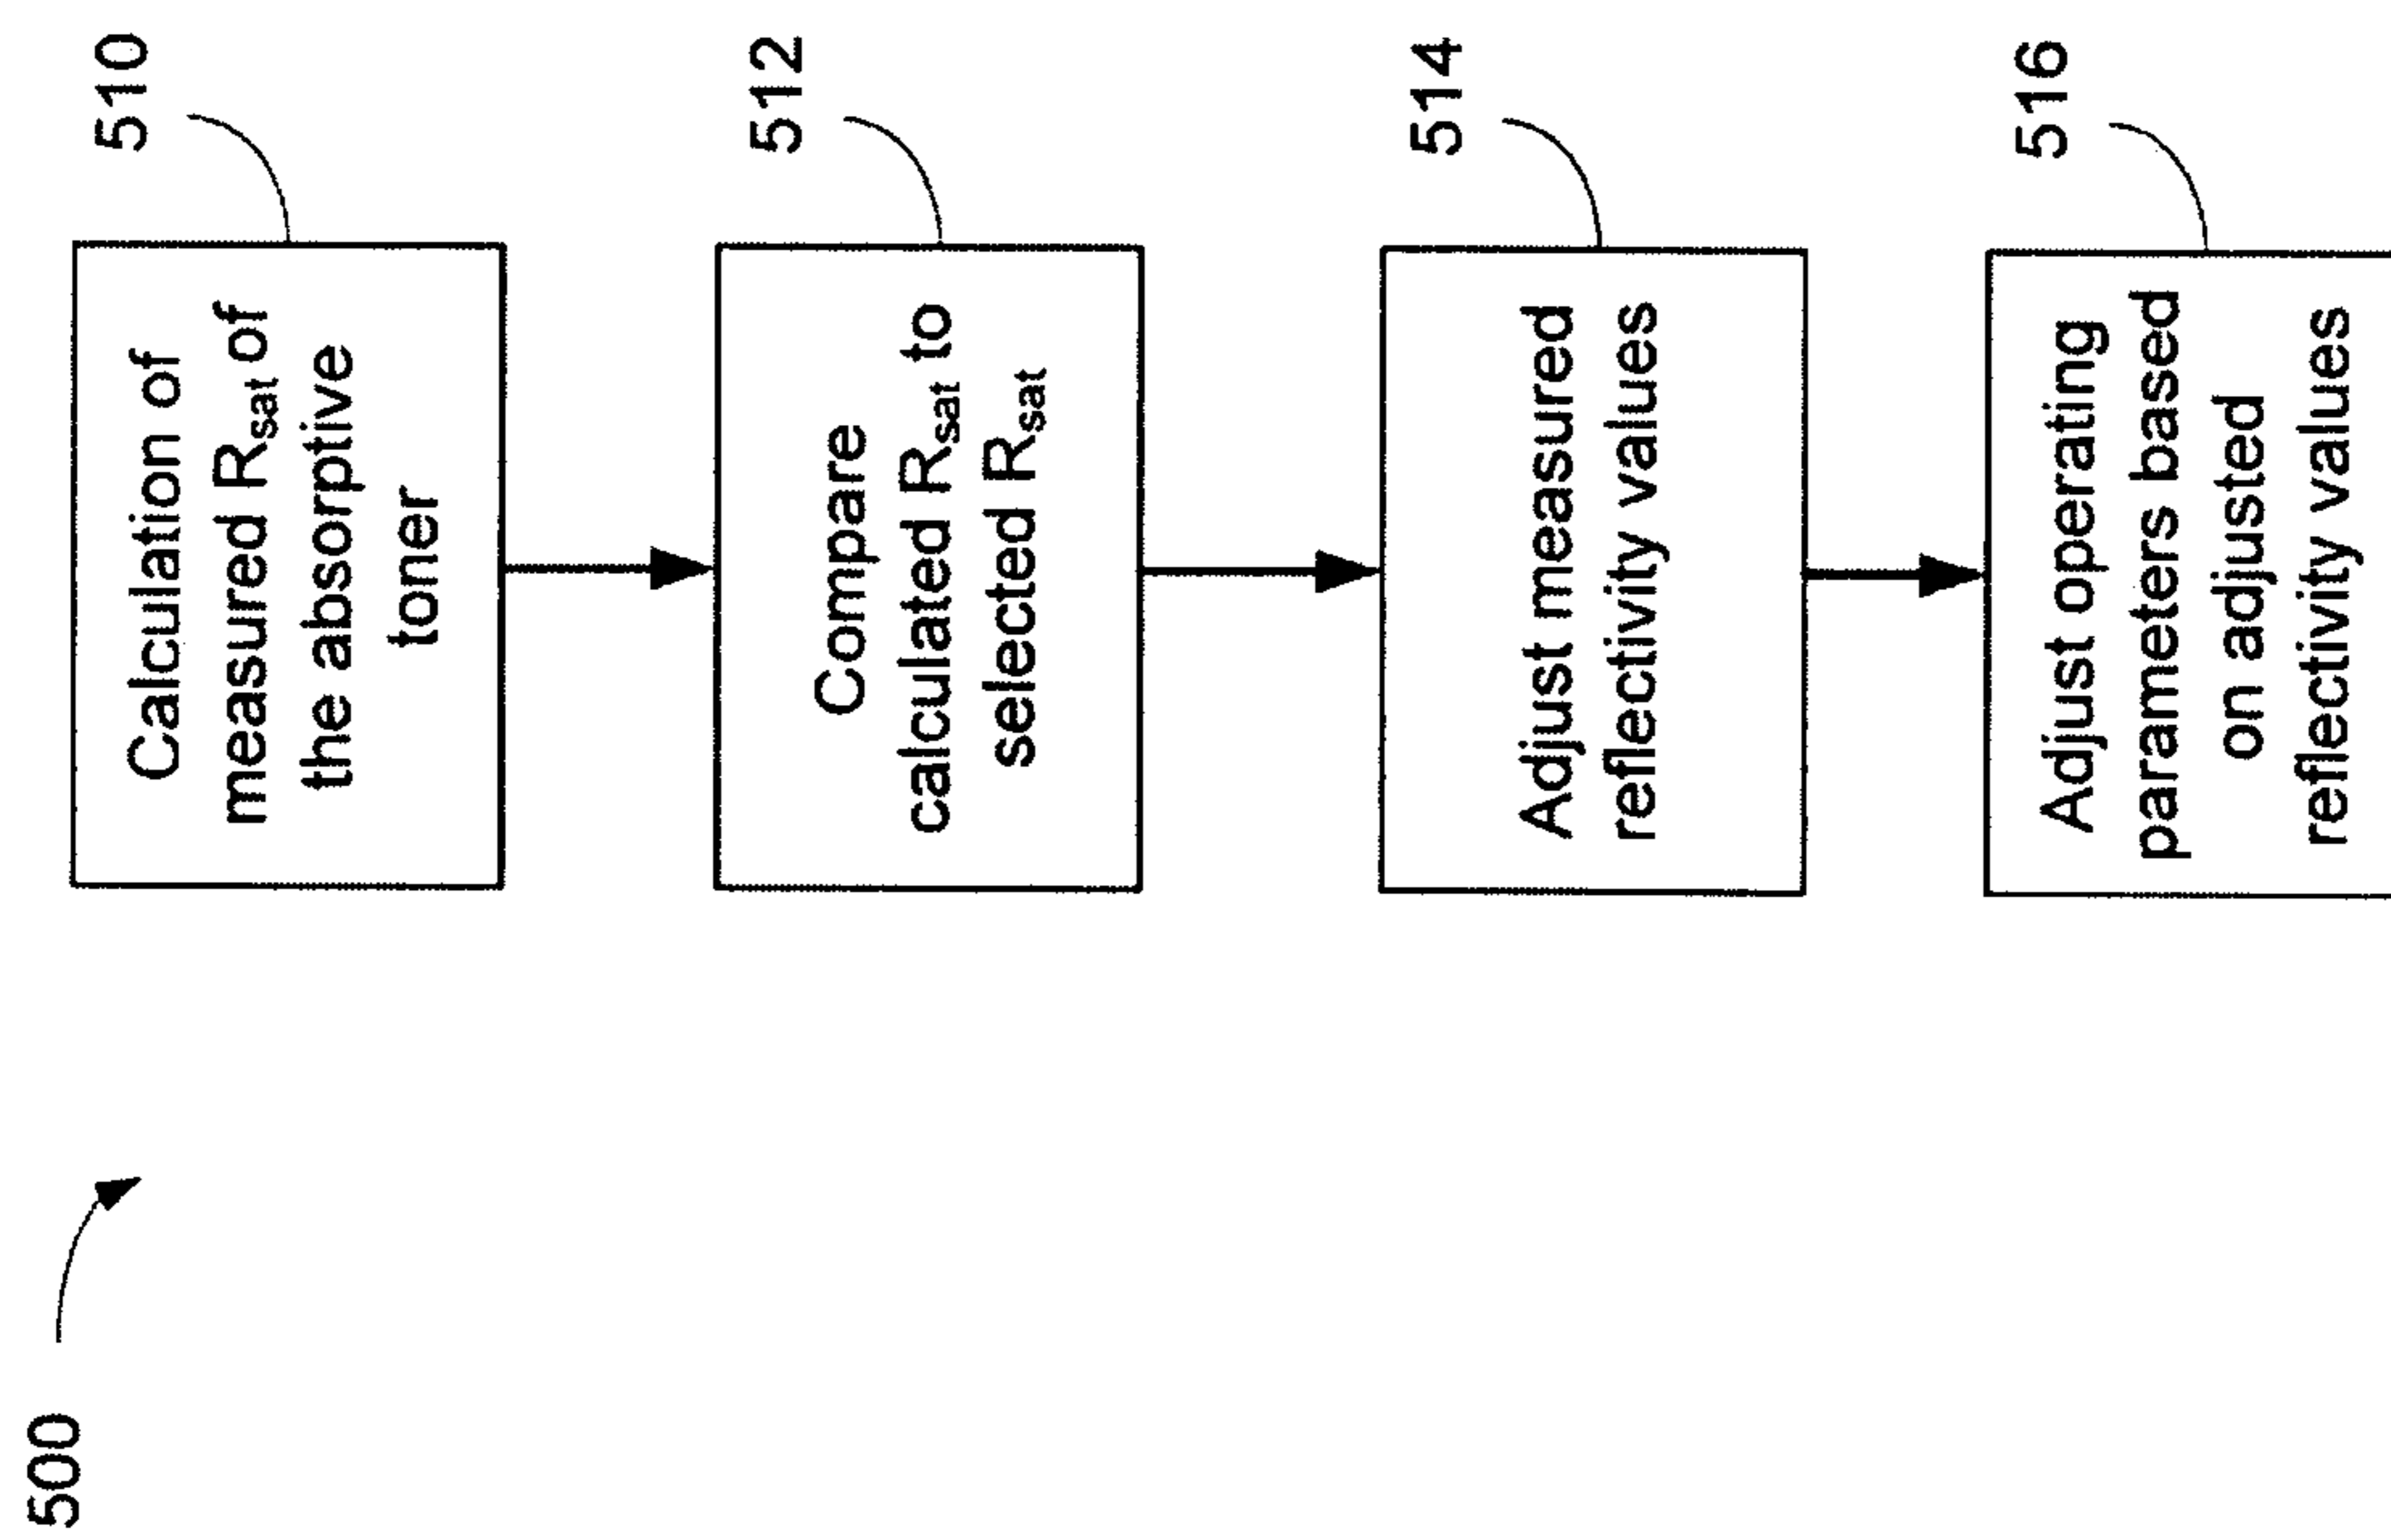 500
510
Calculation of
measured Rsat of
the absorptive
toner
512
Compare
calculated Rsat to
selected Rsat
514
Adjust measured
reflectivity values
516
Adjust operating
parameters based
on adjusted
reflectivity values